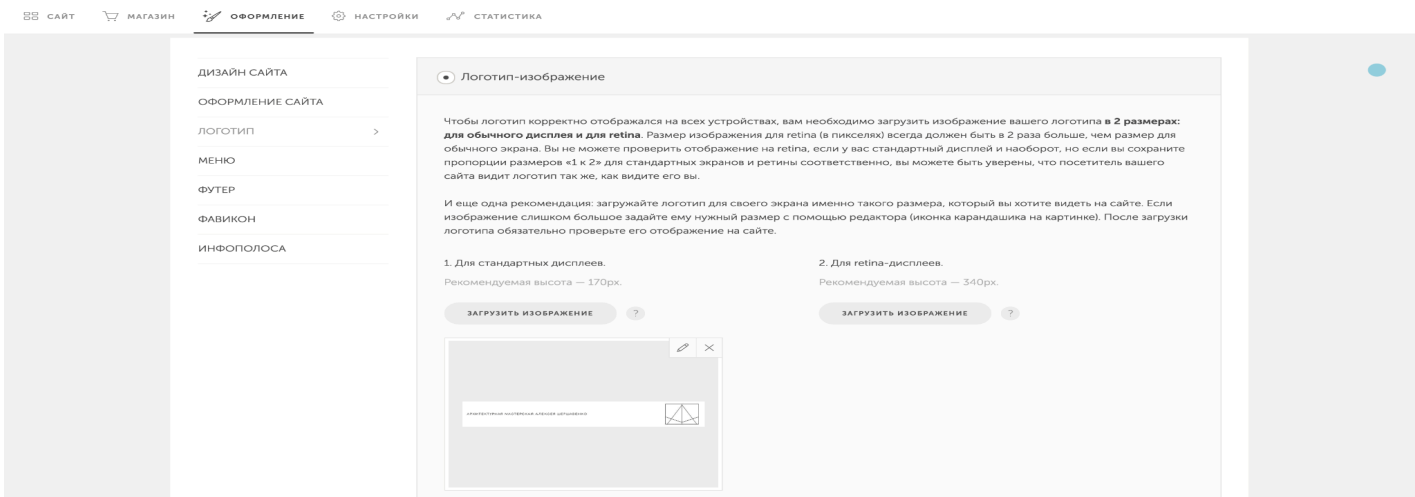 САЙТ
МАГАЗИН
ОФОРМЛЕНИЕ
НАСТРОЙКИ
СТАТИСТИКА
ДИЗАЙН САЙТА
ОФОРМЛЕНИЕ САЙТА
ЛОГОТИП
МЕНЮ
ФУТЕР
ФАВИКОН
ИНФОПОЛОСА
Логотип-изображение
Чтобы логотип корректно отображался на всех устройствах, вам необходимо загрузить изображение вашего логотипа в 2 размерах:
для обычного дисплея и для retina. Размер изображения для retina (в пикселях) всегда должен быть в 2 раза больше, чем размер для
обычного экрана. Вы не можете проверить отображение на retina, если у вас стандартный дисплей и наоборот, но если вы сохраните
пропорции размеров «1 к 2» для стандартных экранов и ретины соответственно, вы можете быть уверены, что посетитель вашего
сайта видит логотип так же, как видите его вы.
И еще одна рекомендация: загружайте логотип для своего экрана именно такого размера, который вы хотите видеть на сайте. Если
изображение слишком большое задайте ему нужный размер с помощью редактора (иконка карандашика на картинке). После загрузки
логотипа обязательно проверьте его отображение на сайте.
1. Для стандартных дисплеев.
Рекомендуемая высота — 170px.
ЗАГРУЗИТЬ ИЗОБРАЖЕНИЕ ?
2. Для retina-дисплеев.
Рекомендуемая высота — 340px.
ЗАГРУЗИТЬ ИЗОБРАЖЕНИЕ ?
АРХИТЕКТУРНАЯ МАСТЕРСКАЯ АЛЕКСЕЯ